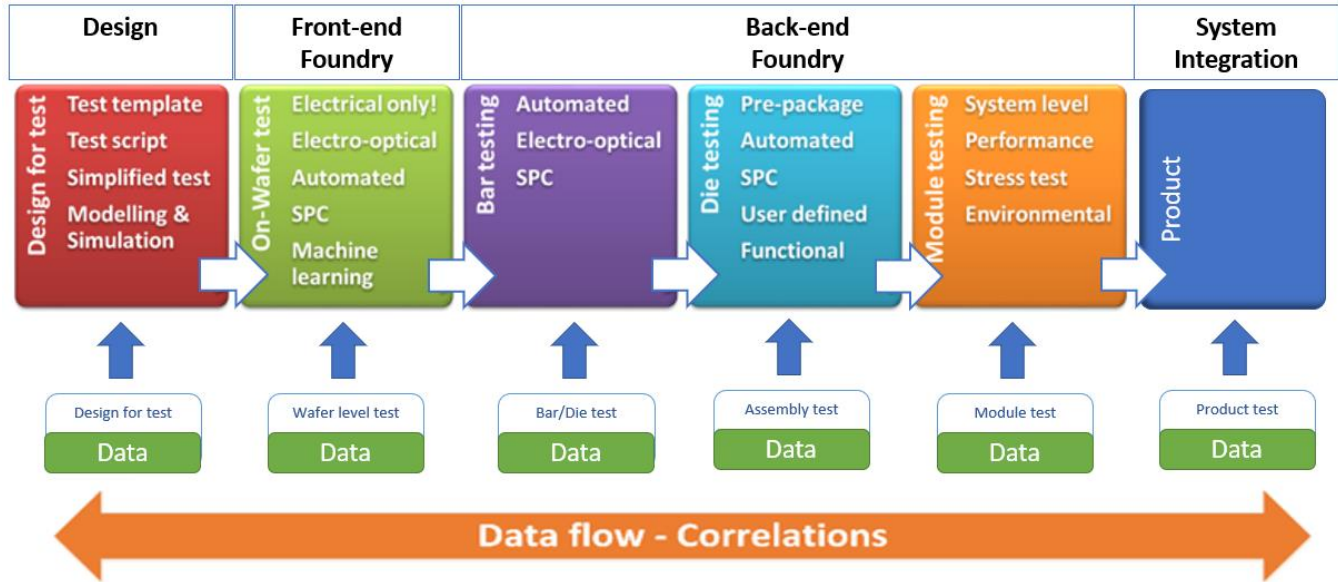 Design
Front-end
Foundry
Back-end
Foundry
System
Integration
Design for test
Test template
Test script
Simplified test
Modelling &
Simulation
On-Wafer test
Electrical only!
Electro-optical
Automated
SPC
Machine
learning
Bar testing
Automated
Electro-optical
SPC
Die testing
Pre-package
Automated
SPC
User defined
Functional
Module testing
System level
Performance
Stress test
Environmental
Product
Design for test
Data
Wafer level test
Data
Bar/Die test
Data
Assembly test
Data
Module test
Data
Product test
Data
Data flow - Correlations